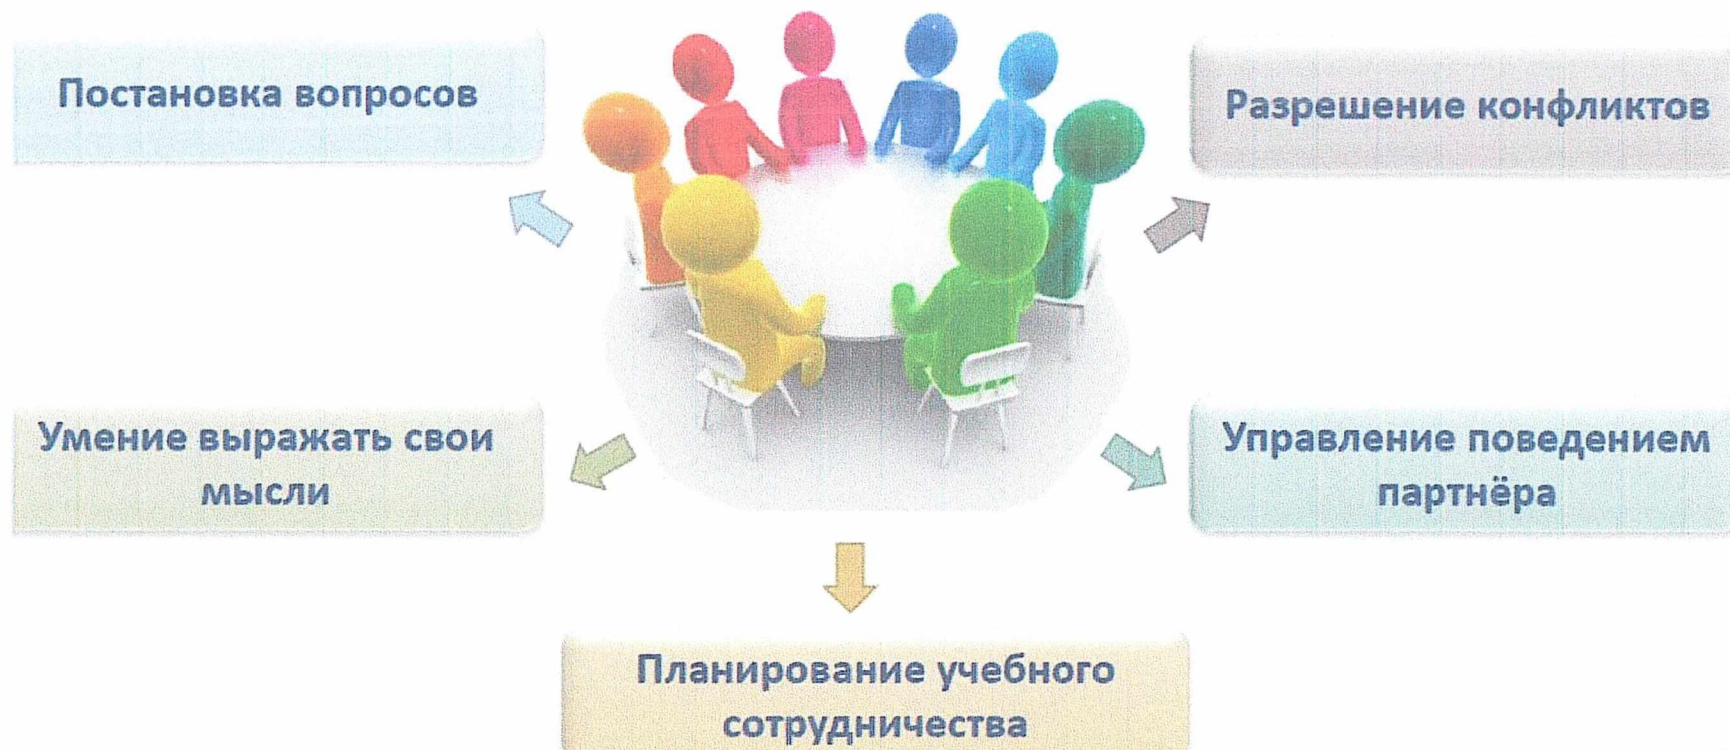 Постановка вопросов
Разрешение конфликтов
Умение выражать свои
мысли
Управление поведением
партнёра
Планирование учебного
сотрудничества